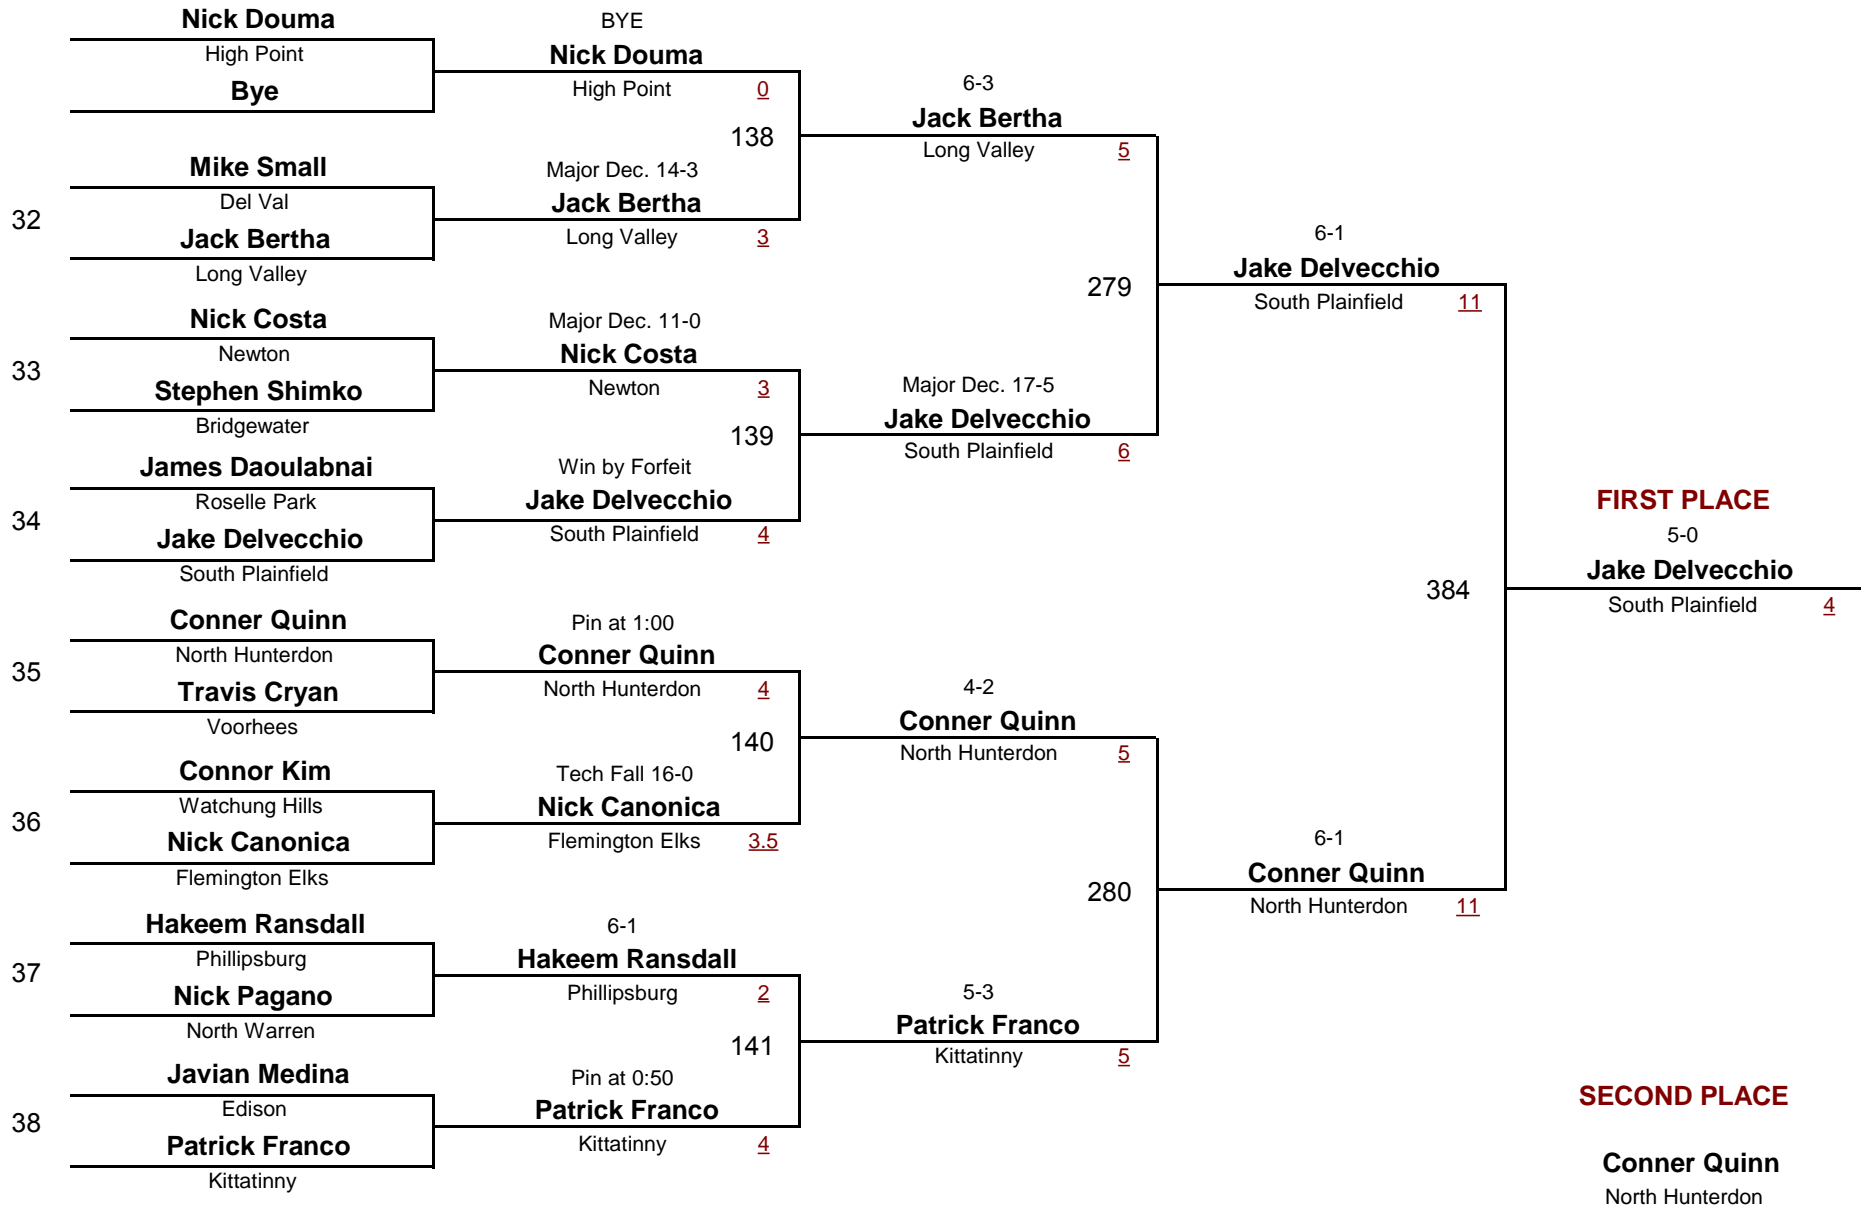 Nick Douma
High Point
Bye
32
Mike Small
Del Val
Jack Bertha
Long Valley
33
Nick Costa
Newton
Stephen Shimko
Bridgewater
34
James Daoulabnai
Roselle Park
Jake Delvecchio
South Plainfield
35
Conner Quinn
North Hunterdon
Travis Cryan
Voorhees
36
Connor Kim
Watchung Hills
Nick Canonica
Flemington Elks
37
Hakeem Ransdall
Phillipsburg
Nick Pagano
North Warren
38
Javian Medina
Edison
Patrick Franco
Kittatinny
BYE
Nick Douma
High Point 0
138
Major Dec. 14-3
Jack Bertha
Long Valley 3
Major Dec. 11-0
Nick Costa
Newton 3
139
Win by Forfeit
Jake Delvecchio
South Plainfield 4
Pin at 1:00
Conner Quinn
North Hunterdon 4
140
Tech Fall 16-0
Nick Canonica
Flemington Elks 3.5
6-1
Hakeem Ransdall
Phillipsburg 2
141
Pin at 0:50
Patrick Franco
Kittatinny 4
6-3
Jack Bertha
Long Valley 5
279
Major Dec. 17-5
Jake Delvecchio
South Plainfield 6
4-2
Conner Quinn
North Hunterdon 5
280
5-3
Patrick Franco
Kittatinny 5
6-1
Jake Delvecchio
South Plainfield 11
384
6-1
Conner Quinn
North Hunterdon 11
FIRST PLACE
5-0
Jake Delvecchio
South Plainfield 4
SECOND PLACE
Conner Quinn
North Hunterdon